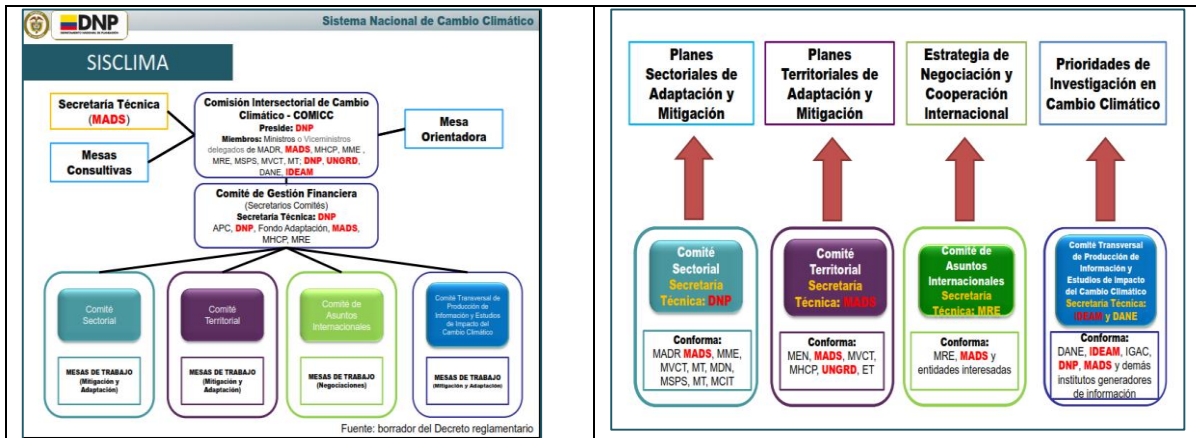 DNP
Sistema Nacional de Cambio Climático
SISCLIMA
Secretaría Técnica
(MADS)
Mesas
Consultivas
Comisión Intersectorial de Cambio
Climático - COMICC
Preside: DNP
Miembros: Ministros o Viceministros
delegados de MADR, MADS, MHCP, MME ,
MRE, MSPS, MVCT, MT; DNP, UNGRD,
DANE, IDEAM
Mesa
Orientadora
Comité de Gestión Financiera
(Secretarios Comités)
Secretaría Técnica: DNP
APC, DNP, Fondo Adaptación, MADS,
MHCP, MRE
Comité
Sectorial
MESAS DE TRABAJO
(Mitigación y
Adaptación)
Comité
Territorial
MESAS DE TRABAJO
(Mitigación y
Adaptación)
Comité de
Asuntos
Internacionales
MESAS DE TRABAJO
(Negociaciones)
Comité Transversal de
Producción de
Información y Estudios
de Impacto del
Cambio Climático
MESAS DE TRABAJO
(Mitigación y Adaptación)
Fuente: borrador del Decreto reglamentario
Planes
Sectoriales de
Adaptación y
Mitigación
Planes
Territoriales de
Adaptación y
Mitigación
Estrategia de
Negociación y
Cooperación
Internacional
Prioridades de
Investigación en
Cambio Climático
Comité
Sectorial
Secretaría
Técnica: DNP
Conforma:
MADR MADS, MME,
MVCT, MT, MDN,
MSPS, MT, MCIT
Comité
Territorial
Secretaría
Técnica: MADS
Conforma:
MEN, MADS, MVCT,
MHCP, UNGRD, ET
Comité de
Asuntos
Internacionales
Secretaría
Técnica: MRE
Conforma:
MRE, MADS y
entidades interesadas
Comité Transversal
de Producción de
Información y
Estudios de Impacto
del Cambio Climático
Secretaría Técnica:
IDEAM y DANE
Conforma:
DANE, IDEAM, IGAC,
DNP, MADS y demás
institutos generadores
de información